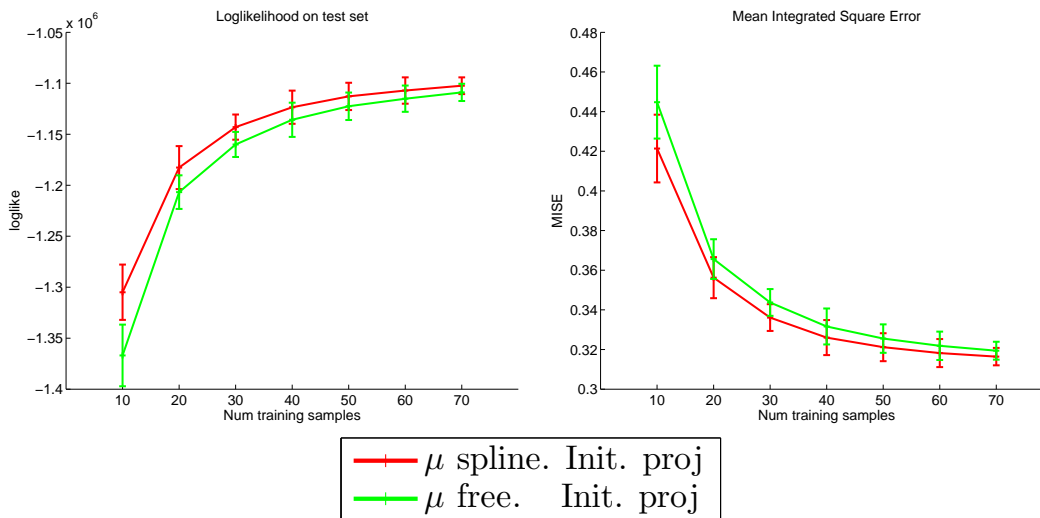 Loglikelihood on test set
× 10^6
−1.05
−1.1
−1.15
−1.2
−1.25
−1.3
−1.35
−1.4
loglike
10 20 30 40 50 60 70
Num training samples
Mean Integrated Square Error
0.48
0.46
0.44
0.42
0.4
0.38
0.36
0.34
0.32
0.3
MISE
10 20 30 40 50 60 70
Num training samples
μ spline. Init. proj
μ free. Init. proj